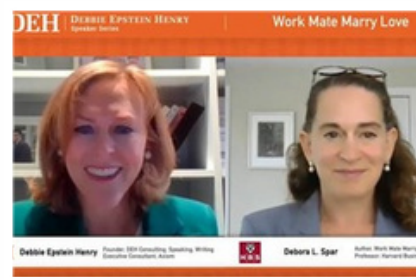 DEH DEBBIE EPSTEIN HENRY
Speaker Series
Work Mate Marry Love
Debbie Epstein Henry
Founder: DEH Consulting, Speaking, Writing
Executive Consultant, Axiom
HBS
Debora L. Spar
Author: Work Mate Marry
Professor: Harvard